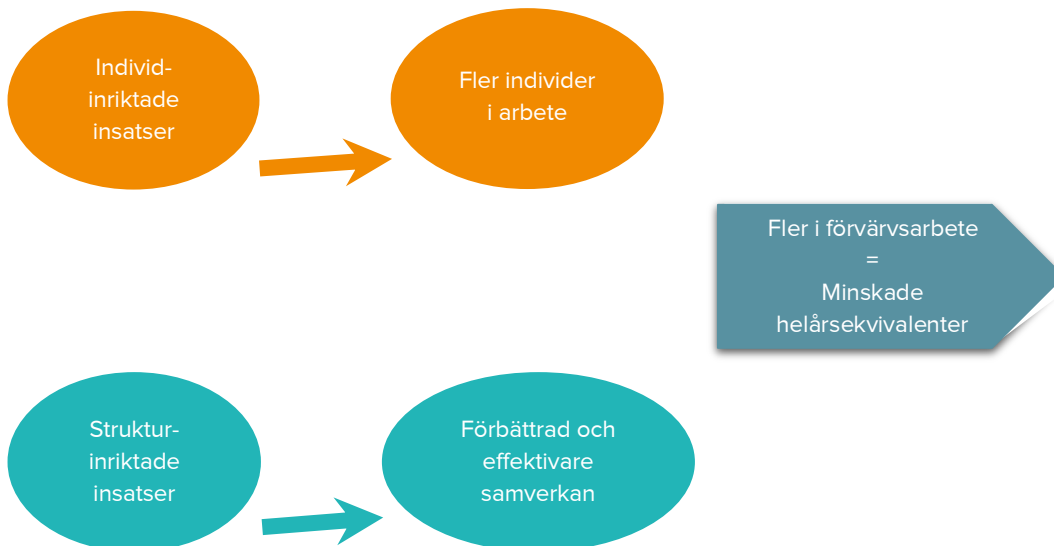 Individ-
inriktade
insatser
Fler individer
i arbete
Fler i förvärvsarbete
=
Minskade
helårsekvivalenter
Struktur-
inriktade
insatser
Förbättrad och
effektivare
samverkan